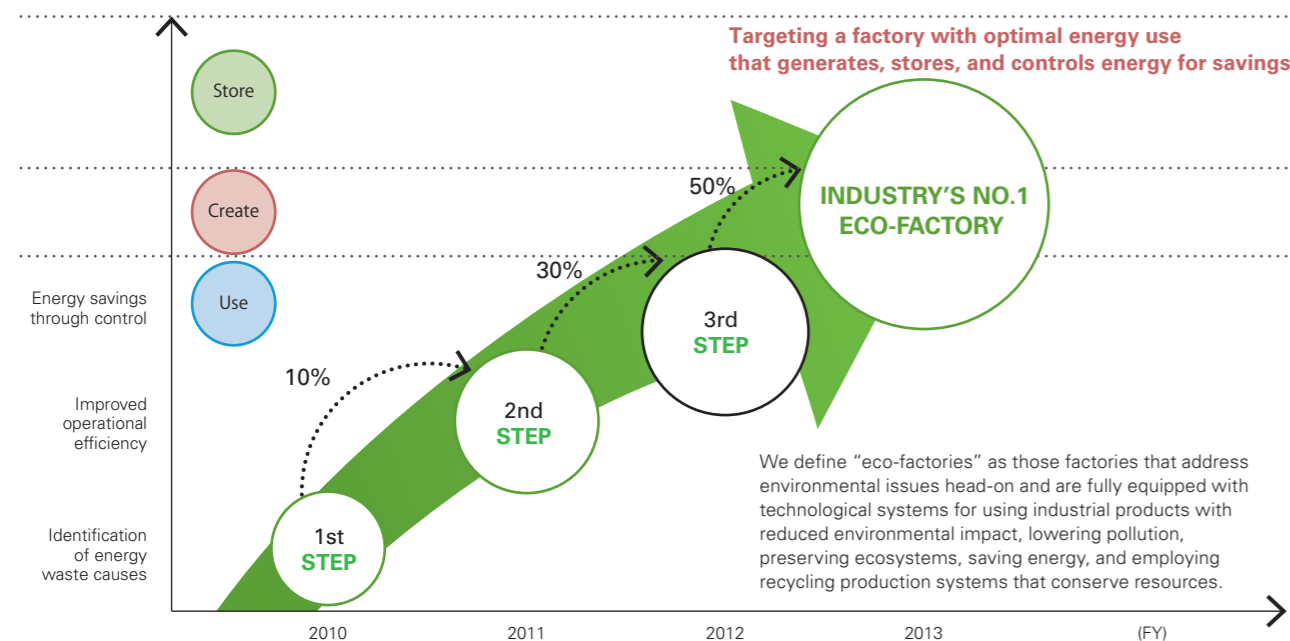 Targeting a factory with optimal energy use
that generates, stores, and controls energy for savings
Store
Create
Use
Energy savings
through control
Improved
operational
efficiency
Identification
of energy
waste causes
10%
30%
50%
1st
STEP
2nd
STEP
3rd
STEP
INDUSTRY’S NO.1
ECO-FACTORY
We define “eco-factories” as those factories that address
environmental issues head-on and are fully equipped with
technological systems for using industrial products with
reduced environmental impact, lowering pollution,
preserving ecosystems, saving energy, and employing
recycling production systems that conserve resources.
2010
2011
2012
2013
(FY)